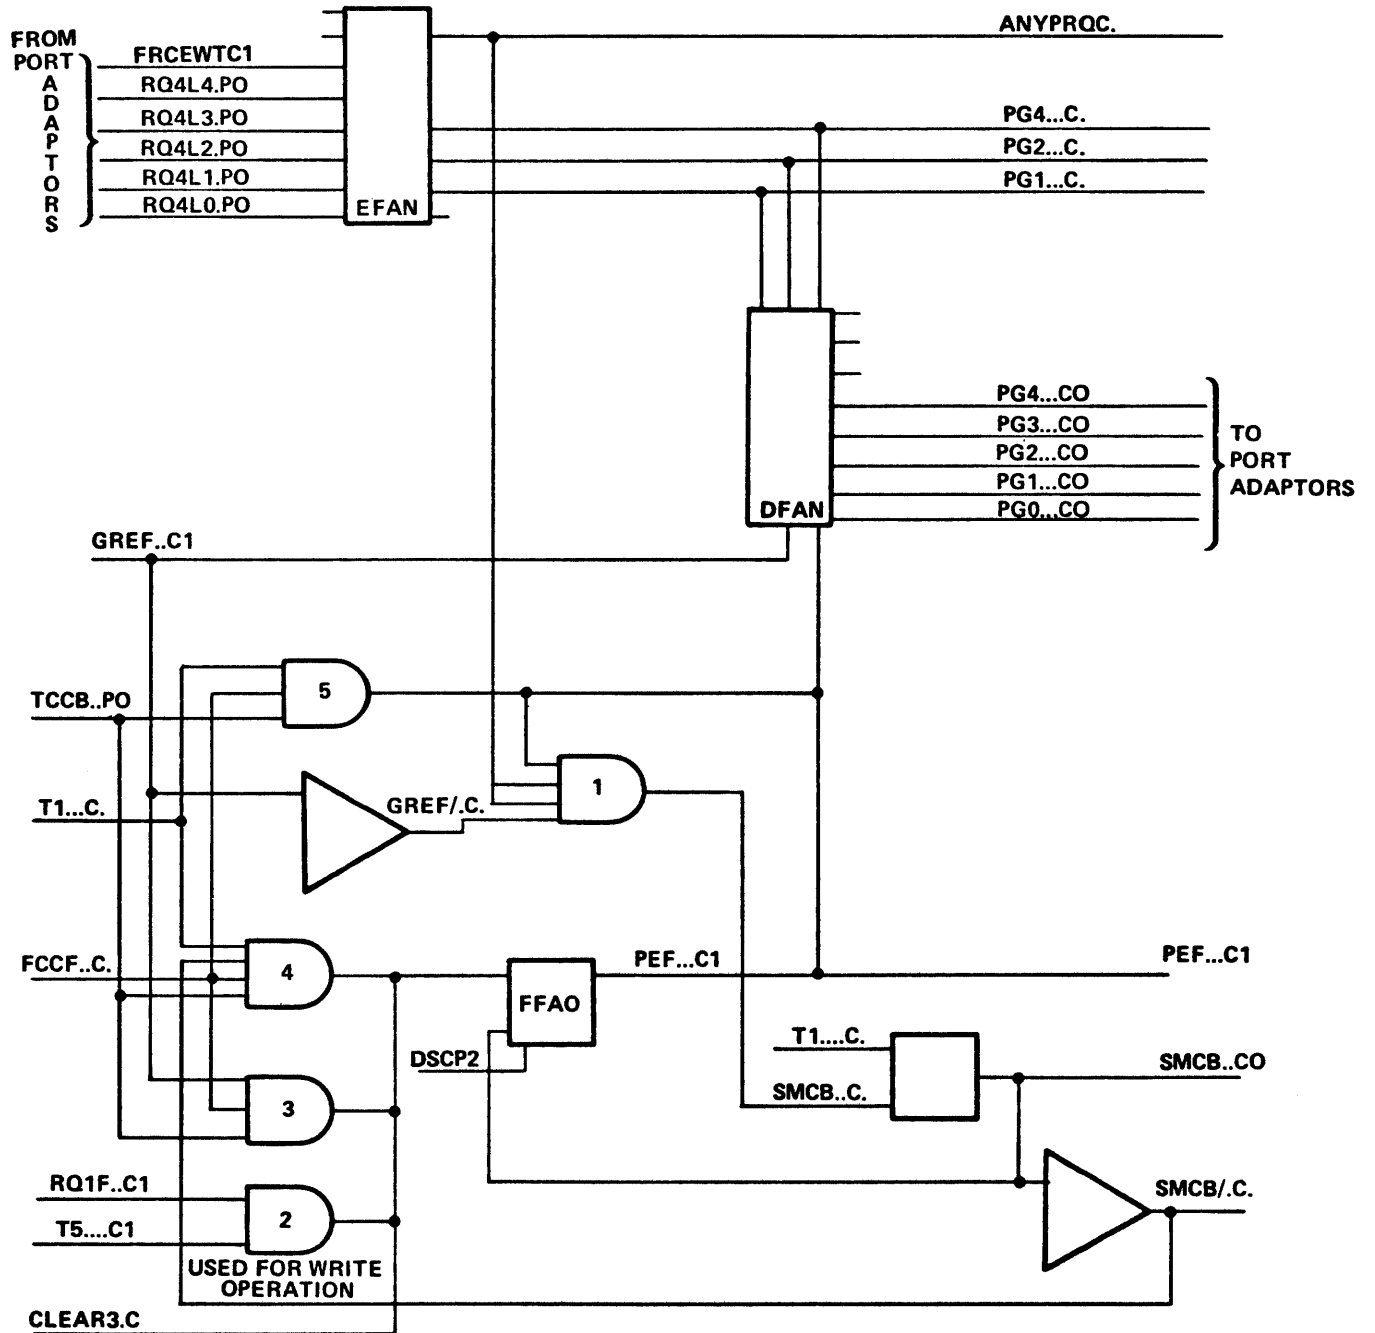 FROM
PORT
ADAPTORS
FRCEWTC1
RQ4L4.PO
RQ4L3.PO
RQ4L2.PO
RQ4L1.PO
RQ4L0.PO
EFAN
ANYPRQC.
PG4...C.
PG2...C.
PG1...C.
DFAN
PG4...CO
PG3...CO
PG2...CO
PG1...CO
PG0...CO
TO
PORT
ADAPTORS
GREF..C1
5
TCCB..PO
1
GREF/.C.
T1...C.
4
FCCF..C.
FFAO
PEF...C1
PEF...C1
DSCP2
T1....C.
SMCB..C.
SMCB..CO
3
RQ1F..C1
2
T5....C1
SMCB/.C.
USED FOR WRITE
OPERATION
CLEAR3.C